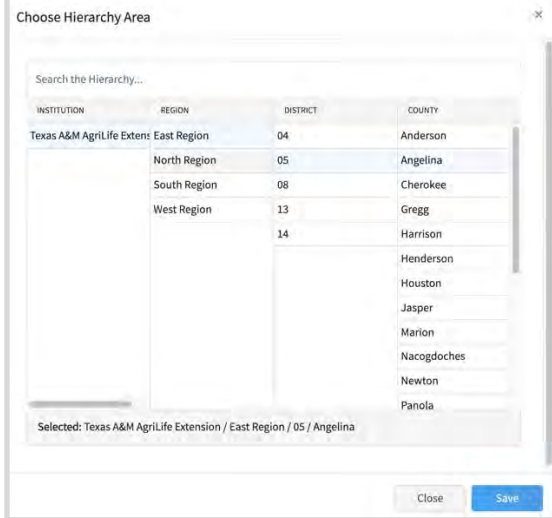 Choose Hierarchy Area ×
Search the Hierarchy...
INSTITUTION REGION DISTRICT COUNTY
Texas A&M AgriLife Extens East Region 04 Anderson
North Region 05 Angelina
South Region 08 Cherokee
West Region 13 Gregg
14 Harrison
Henderson
Houston
Jasper
Marion
Nacogdoches
Newton
Panola
Selected: Texas A&M AgriLife Extension / East Region / 05 / Angelina
Close Save